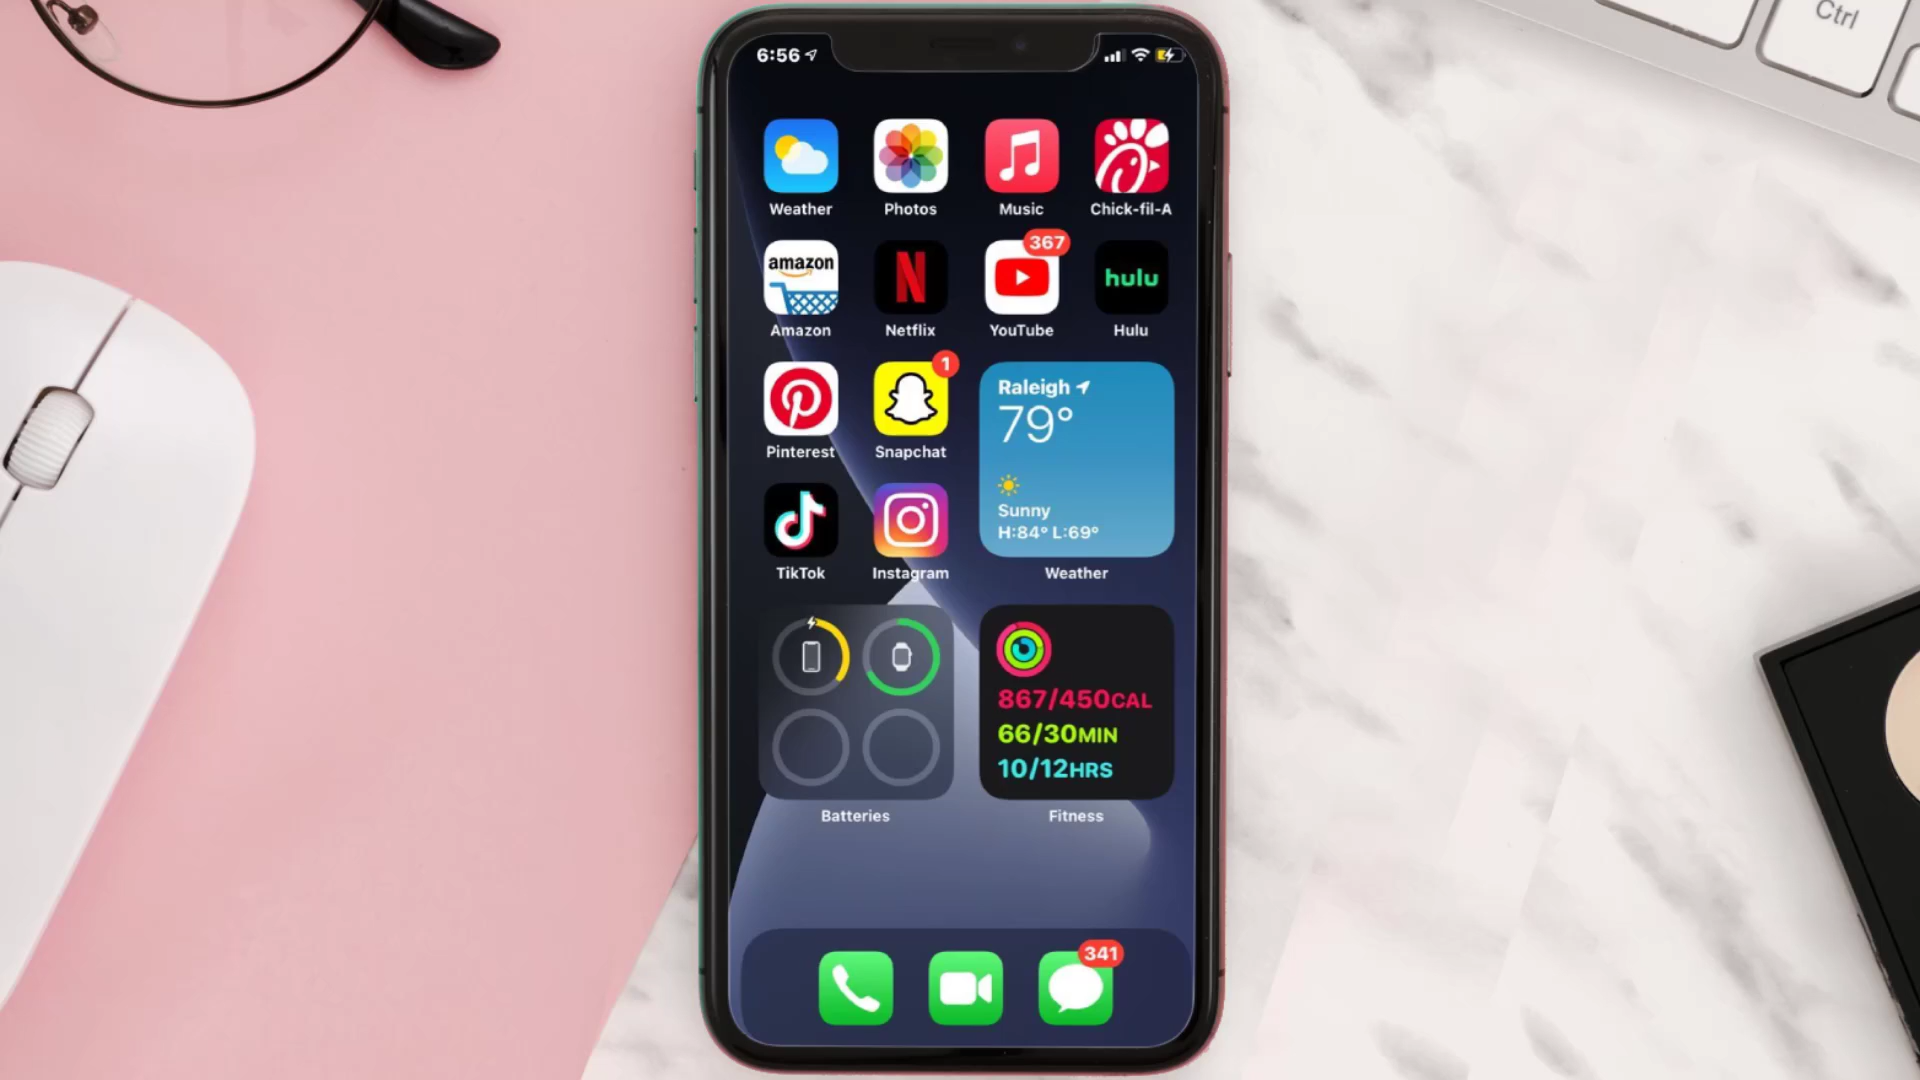 6:56
Weather
Photos
Music
Chick-fil-A
amazon
367
hulu
Amazon
Netflix
YouTube
Hulu
1
Pinterest
Snapchat
Raleigh
79°
Sunny
H:84° L:69°
TikTok
Instagram
Weather
867/450CAL
66/30MIN
10/12HRS
Batteries
Fitness
341
Ctrl